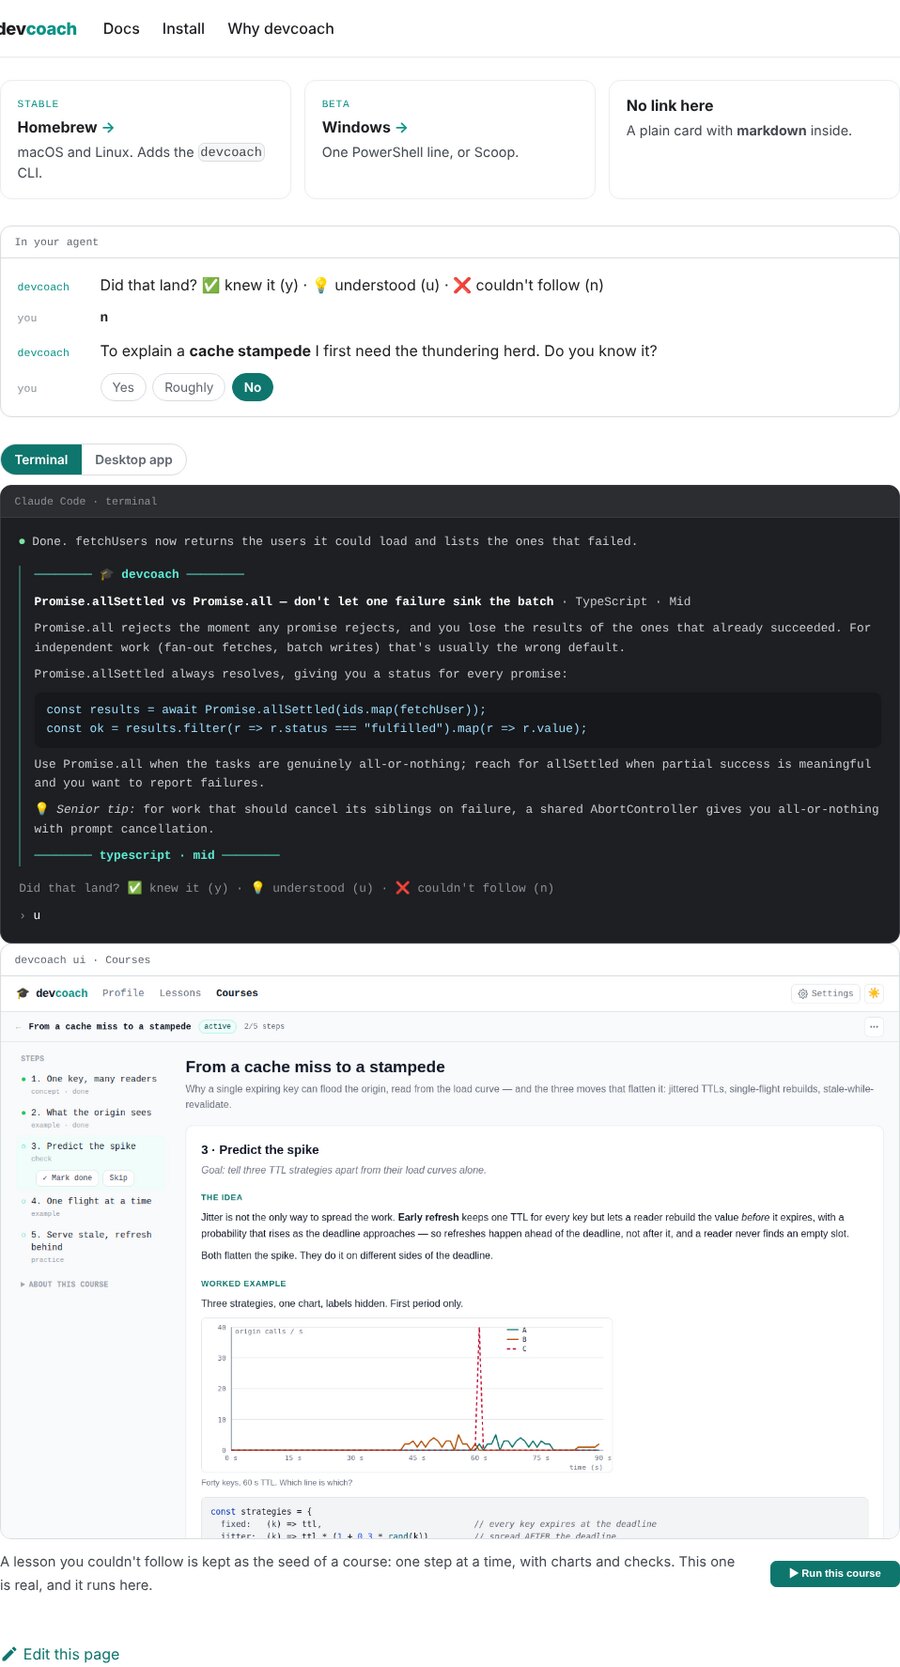 devcoach Docs Install Why devcoach
STABLE
Homebrew →
macOS and Linux. Adds the devcoach
CLI.
BETA
Windows →
One PowerShell line, or Scoop.
No link here
A plain card with markdown inside.
In your agent
devcoach Did that land? ✅ knew it (y) · 💡 understood (u) · ❌ couldn't follow (n)
you n
devcoach To explain a cache stampede I first need the thundering herd. Do you know it?
you Yes Roughly No
Terminal Desktop app
Claude Code · terminal
● Done. fetchUsers now returns the users it could load and lists the ones that failed.
──────── 🎓 devcoach ────────
Promise.allSettled vs Promise.all — don't let one failure sink the batch · TypeScript · Mid
Promise.all rejects the moment any promise rejects, and you lose the results of the ones that already succeeded. For
independent work (fan-out fetches, batch writes) that's usually the wrong default.
Promise.allSettled always resolves, giving you a status for every promise:
const results = await Promise.allSettled(ids.map(fetchUser));
const ok = results.filter(r => r.status === "fulfilled").map(r => r.value);
Use Promise.all when the tasks are genuinely all-or-nothing; reach for allSettled when partial success is meaningful
and you want to report failures.
💡 Senior tip: for work that should cancel its siblings on failure, a shared AbortController gives you all-or-nothing
with prompt cancellation.
──────── typescript · mid ────────
Did that land? ✅ knew it (y) · 💡 understood (u) · ❌ couldn't follow (n)
› u
devcoach ui · Courses
🎓 devcoach Profile Lessons Courses Settings
← From a cache miss to a stampede active 2/5 steps ⋯
STEPS
1. One key, many readers
concept · done
2. What the origin sees
example · done
3. Predict the spike
check
✓ Mark done Skip
4. One flight at a time
example
5. Serve stale, refresh
behind
practice
▸ ABOUT THIS COURSE
From a cache miss to a stampede
Why a single expiring key can flood the origin, read from the load curve — and the three moves that flatten it: jittered TTLs, single-flight rebuilds, stale-while-
revalidate.
3 · Predict the spike
Goal: tell three TTL strategies apart from their load curves alone.
THE IDEA
Jitter is not the only way to spread the work. Early refresh keeps one TTL for every key but lets a reader rebuild the value before it expires, with a
probability that rises as the deadline approaches — so refreshes happen ahead of the deadline, not after it, and a reader never finds an empty slot.
Both flatten the spike. They do it on different sides of the deadline.
WORKED EXAMPLE
Three strategies, one chart, labels hidden. First period only.
origin calls / s
A
B
C
40
30
20
10
0
0 s 15 s 30 s 45 s 60 s 75 s 90 s
time (s)
Forty keys, 60 s TTL. Which line is which?
const strategies = {
fixed: (k) => ttl, // every key expires at the deadline
jitter: (k) => ttl * (1 + 0.3 * rand(k)) // spread AFTER the deadline
A lesson you couldn't follow is kept as the seed of a course: one step at a time, with charts and checks. This one
is real, and it runs here.
▶ Run this course
Edit this page